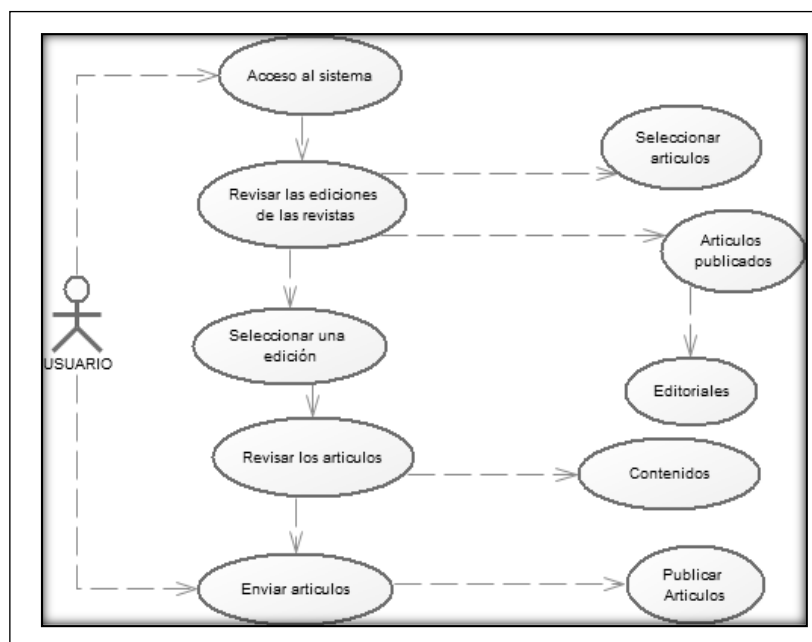 Acceso al sistema
Seleccionar
articulos
Revisar las ediciones
de las revistas
Articulos
publicados
Seleccionar una
edición
USUARIO
Editoriales
Revisar los articulos
Contenidos
Enviar articulos
Publicar
Articulos